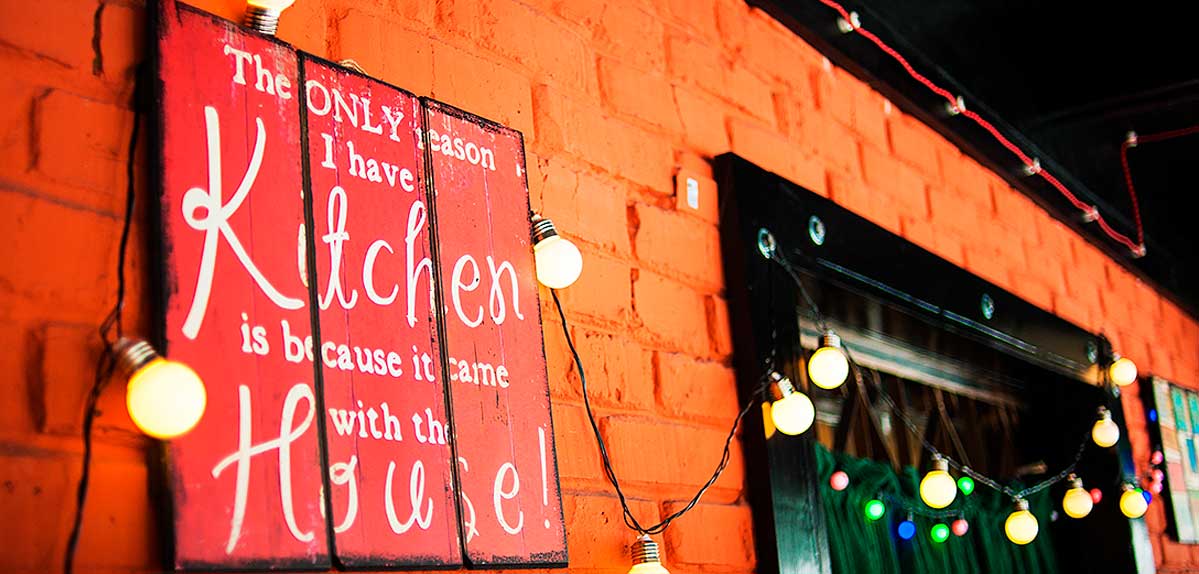 The ONLY reason
I have
Kitchen
is because it came
with the
House!